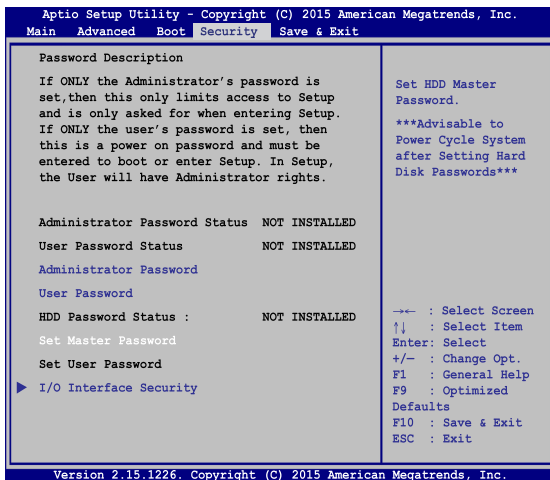 Aptio Setup Utility - Copyright (C) 2015 American Megatrends, Inc.
Main Advanced Boot Security Save & Exit
Password Description
If ONLY the Administrator's password is
set,then this only limits access to Setup
and is only asked for when entering Setup.
If ONLY the user's password is set, then
this is a power on password and must be
entered to boot or enter Setup. In Setup,
the User will have Administrator rights.
Administrator Password Status NOT INSTALLED
User Password Status NOT INSTALLED
Administrator Password
User Password
HDD Password Status : NOT INSTALLED
Set Master Password
Set User Password
I/O Interface Security
Set HDD Master
Password.
***Advisable to
Power Cycle System
after Setting Hard
Disk Passwords***
→← : Select Screen
↑↓ : Select Item
Enter: Select
+/— : Change Opt.
F1 : General Help
F9 : Optimized
Defaults
F10 : Save & Exit
ESC : Exit
Version 2.15.1226. Copyright (C) 2015 American Megatrends, Inc.